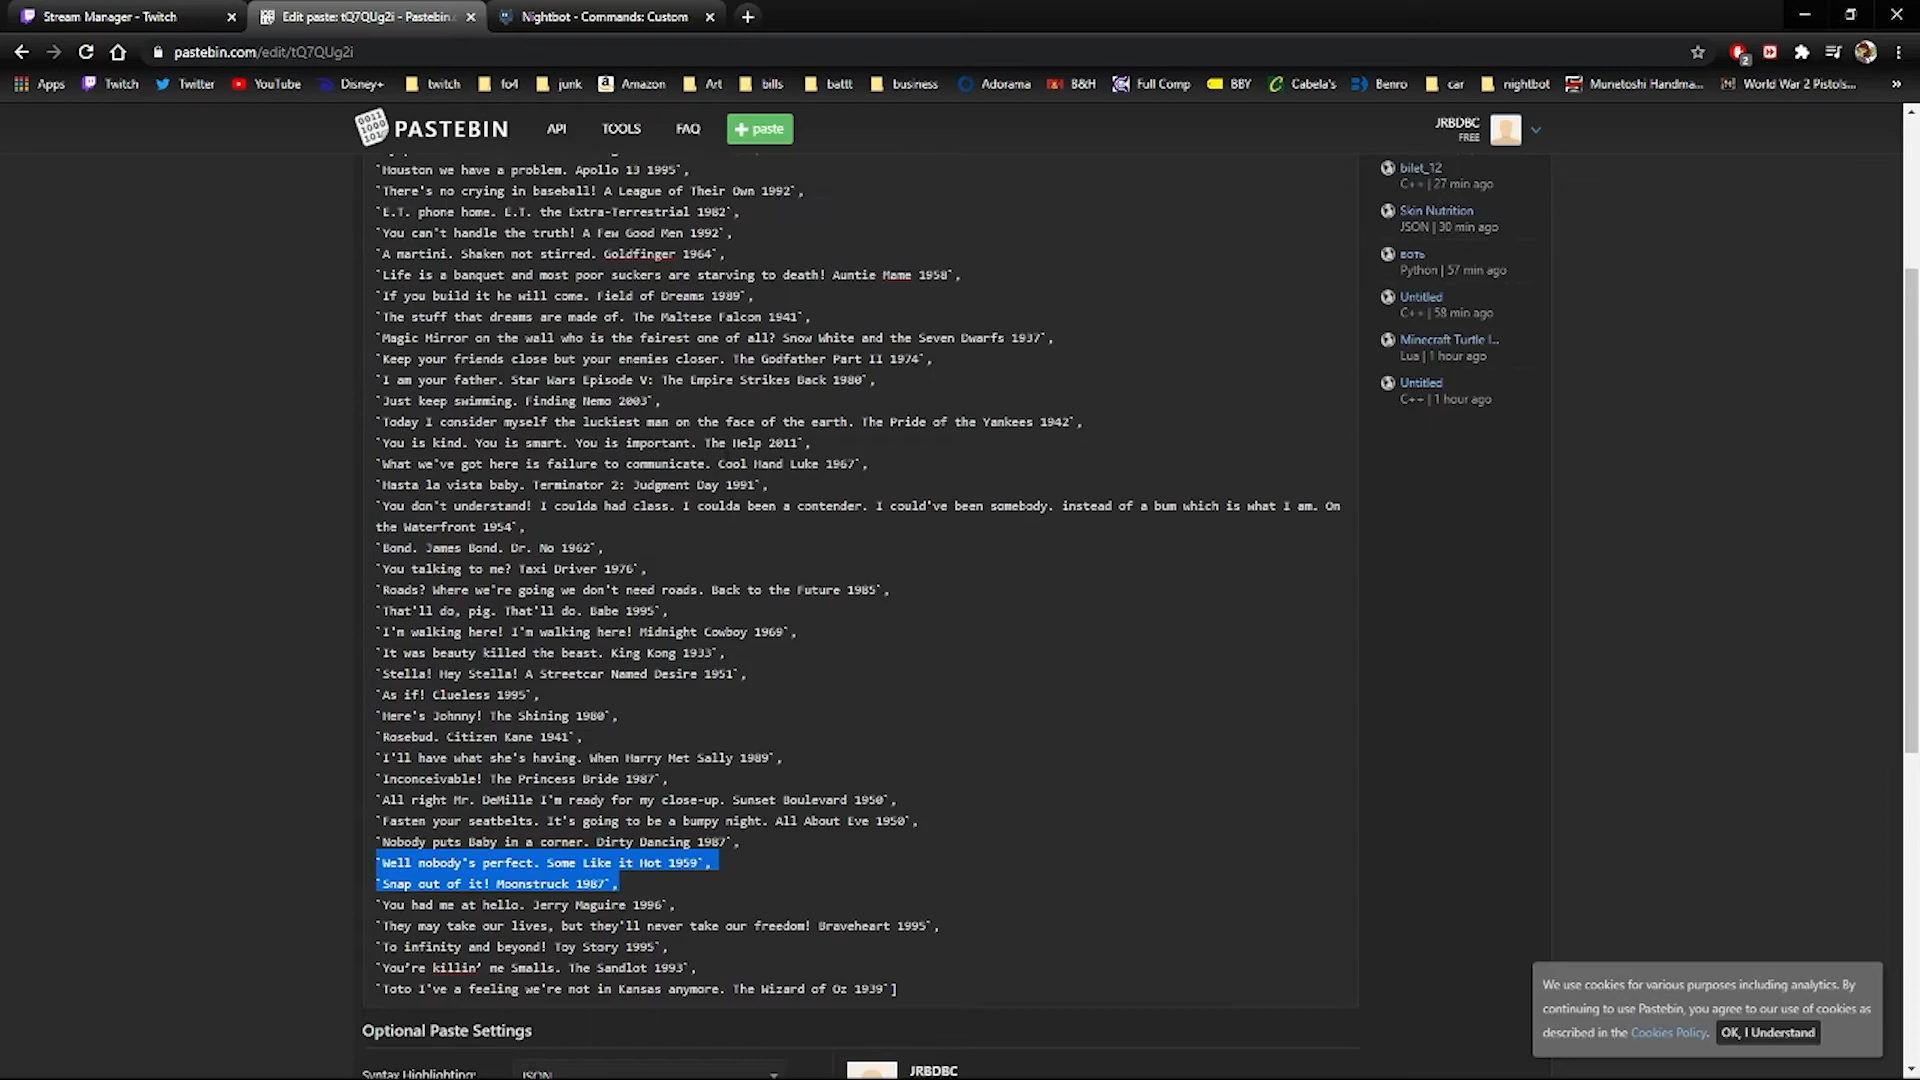 Stream Manager - Twitch
Edit paste: tQ7QUg2i - Pastebin.c
Nightbot - Commands: Custom
pastebin.com/edit/tQ7QUg2i
2
Apps Twitch Twitter YouTube Disney+ twitch fo4 junk Amazon Art bills battt business Adorama B&H Full Comp BBY Cabela's Benro car nightbot Munetoshi Handma... World War 2 Pistols... »
PASTEBIN API TOOLS FAQ + paste
JRBDBC
FREE
`Houston we have a problem. Apollo 13 1995`,
`There's no crying in baseball! A League of Their Own 1992`,
`E.T. phone home. E.T. the Extra-Terrestrial 1982`,
`You can't handle the truth! A Few Good Men 1992`,
`A martini. Shaken not stirred. Goldfinger 1964`,
`Life is a banquet and most poor suckers are starving to death! Auntie Mame 1958`,
`If you build it he will come. Field of Dreams 1989`,
`The stuff that dreams are made of. The Maltese Falcon 1941`,
`Magic Mirror on the wall who is the fairest one of all? Snow White and the Seven Dwarfs 1937`,
`Keep your friends close but your enemies closer. The Godfather Part II 1974`,
`I am your father. Star Wars Episode V: The Empire Strikes Back 1980`,
`Just keep swimming. Finding Nemo 2003`,
`Today I consider myself the luckiest man on the face of the earth. The Pride of the Yankees 1942`,
`You is kind. You is smart. You is important. The Help 2011`,
`What we've got here is failure to communicate. Cool Hand Luke 1967`,
`Hasta la vista baby. Terminator 2: Judgment Day 1991`,
`You don't understand! I coulda had class. I coulda been a contender. I could've been somebody. instead of a bum which is what I am. On
the Waterfront 1954`,
`Bond. James Bond. Dr. No 1962`,
`You talking to me? Taxi Driver 1976`,
`Roads? Where we're going we don't need roads. Back to the Future 1985`,
`That'll do, pig. That'll do. Babe 1995`,
`I'm walking here! I'm walking here! Midnight Cowboy 1969`,
`It was beauty killed the beast. King Kong 1933`,
`Stella! Hey Stella! A Streetcar Named Desire 1951`,
`As if! Clueless 1995`,
`Here's Johnny! The Shining 1980`,
`Rosebud. Citizen Kane 1941`,
`I'll have what she's having. When Harry Met Sally 1989`,
`Inconceivable! The Princess Bride 1987`,
`All right Mr. DeMille I'm ready for my close-up. Sunset Boulevard 1950`,
`Fasten your seatbelts. It's going to be a bumpy night. All About Eve 1950`,
`Nobody puts Baby in a corner. Dirty Dancing 1987`,
`Well nobody's perfect. Some Like it Hot 1959`,
`Snap out of it! Moonstruck 1987`,
`You had me at hello. Jerry Maguire 1996`,
`They may take our lives, but they'll never take our freedom! Braveheart 1995`,
`To infinity and beyond! Toy Story 1995`,
`You’re killin’ me Smalls. The Sandlot 1993`,
`Toto I've a feeling we're not in Kansas anymore. The Wizard of Oz 1939`]
bilet_12
C++ | 27 min ago
Skin Nutrition
JSON | 30 min ago
воть
Python | 57 min ago
Untitled
C++ | 58 min ago
Minecraft Turtle I...
Lua | 1 hour ago
Untitled
C++ | 1 hour ago
Optional Paste Settings
Syntax Highlighting: JSON
JRBDBC
We use cookies for various purposes including analytics. By
continuing to use Pastebin, you agree to our use of cookies as
described in the Cookies Policy. OK, I Understand